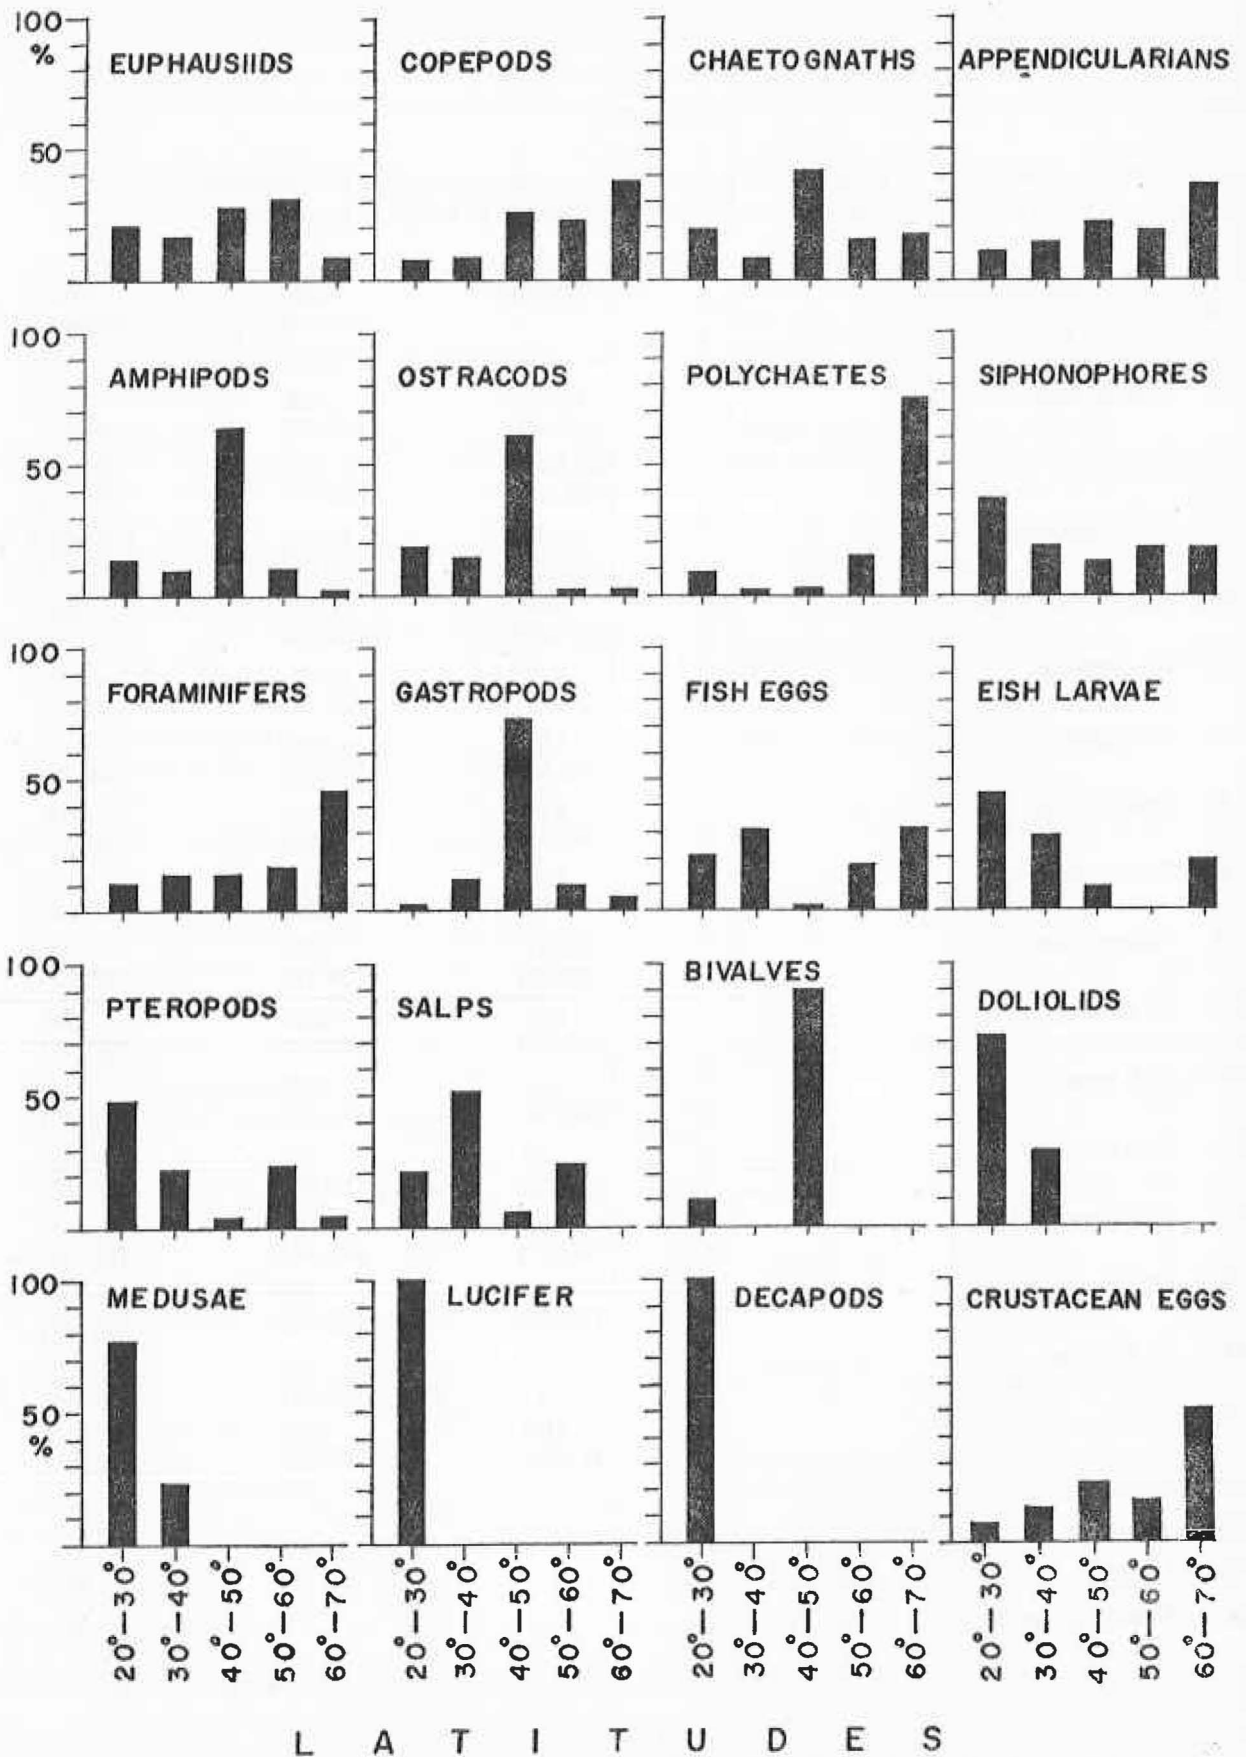 100
%
50
EUPHAUSIIDS
COPEPODS
CHAETOGNATHS
APPENDICULARIANS
100
50
AMPHIPODS
OSTRACODS
POLYCHAETES
SIPHONOPHORES
100
50
FORAMINIFERS
GASTROPODS
FISH EGGS
EISH LARVAE
100
50
PTEROPODS
SALPS
BIVALVES
DOLIOLIDS
100
50
%
MEDUSAE
LUCIFER
DECAPODS
CRUSTACEAN EGGS
20°—30°
30°—40°
40°—50°
50°—60°
60°—70°
20°—30°
30°—40°
40°—50°
50°—60°
60°—70°
20°—30°
30°—40°
40°—50°
50°—60°
60°—70°
20°—30°
30°—40°
40°—50°
50°—60°
60°—70°
LATITUDES